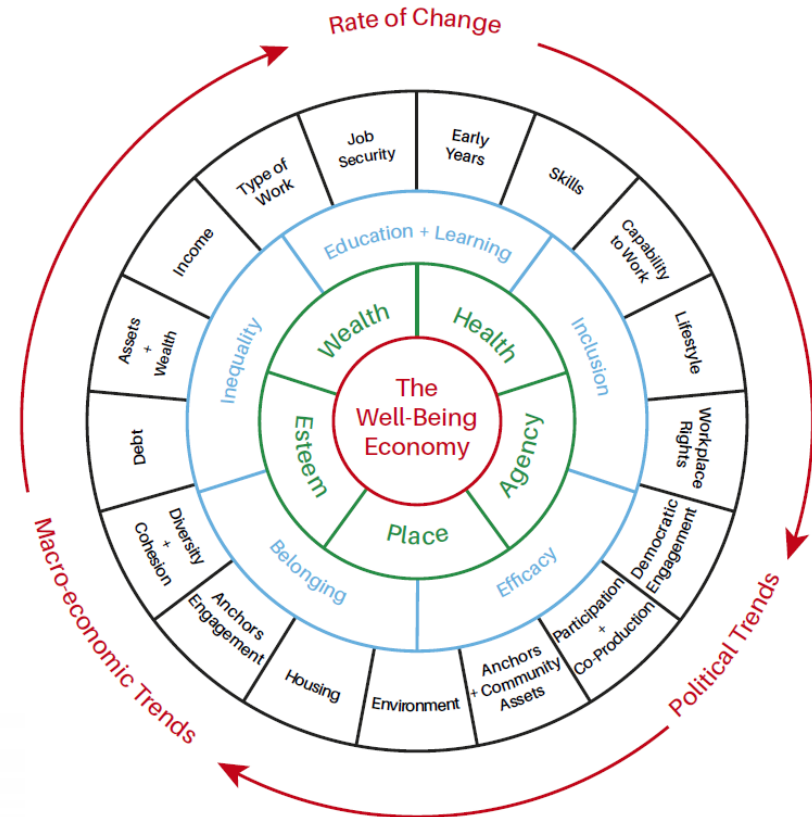 Rate of Change
Political Trends
Macro-economic Trends
Early
Years
Skills
Capability
to Work
Lifestyle
Workplace
Rights
Democratic
Engagement
Participation
+
Co-Production
Anchors
+ Community
Assets
Environment
Housing
Anchors
Engagement
Diversity
+
Cohesion
Debt
Assets
+
Wealth
Income
Type of
Work
Job
Security
Education + Learning
Inclusion
Efficacy
Belonging
Inequality
Health
Agency
Place
Esteem
Wealth
The
Well-Being
Economy